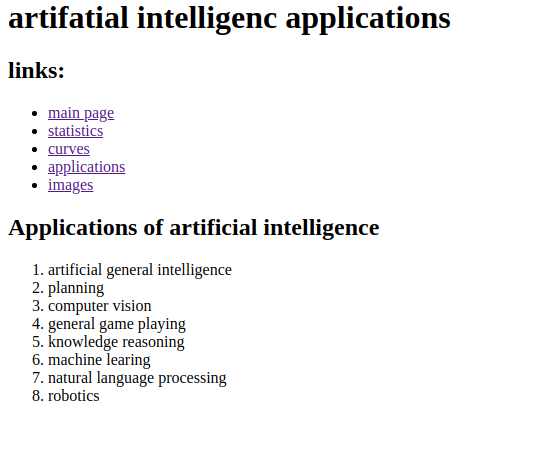 artifatial intelligenc applications
links:
main page
statistics
curves
applications
images
Applications of artificial intelligence
1. artificial general intelligence
2. planning
3. computer vision
4. general game playing
5. knowledge reasoning
6. machine learing
7. natural language processing
8. robotics